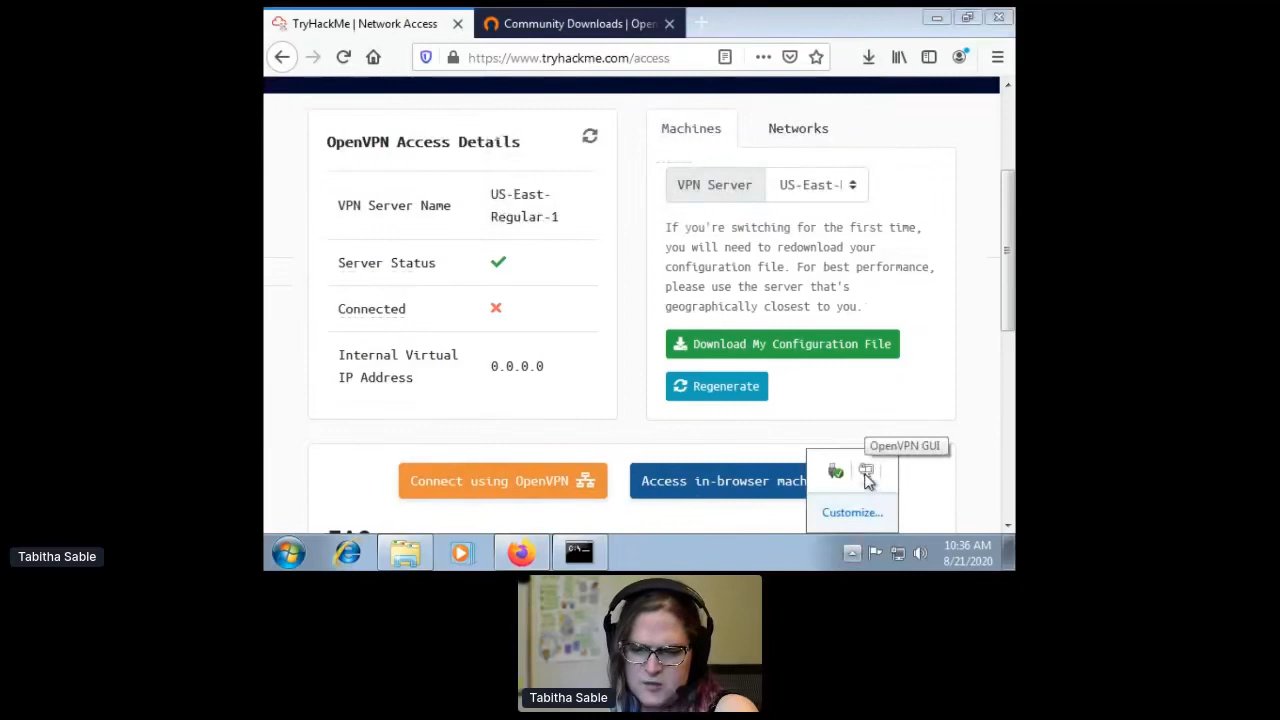 TryHackMe | Network Access
Community Downloads | Open
https://www.tryhackme.com/access
OpenVPN Access Details
VPN Server Name
US-East-
Regular-1
Server Status
Connected
Internal Virtual
IP Address
0.0.0.0
Machines
Networks
VPN Server
US-East-
If you're switching for the first time,
you will need to redownload your
configuration file. For best performance,
please use the server that's
geographically closest to you.
Download My Configuration File
Regenerate
OpenVPN GUI
Connect using OpenVPN
Access in-browser mach
Customize...
10:36 AM
8/21/2020
Tabitha Sable
Tabitha Sable